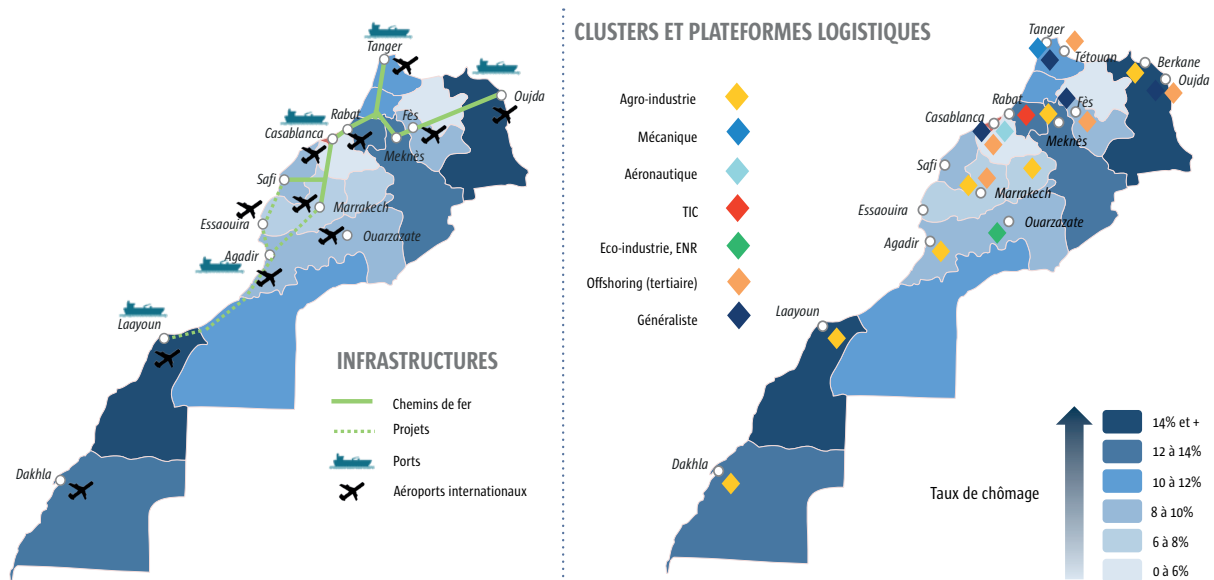 Tanger
Oujda
Rabat
Fès
Casablanca
Meknès
Safi
Marrakech
Essaouira
Ouarzazate
Agadir
Laayoun
Dakhla
INFRASTRUCTURES
Chemins de fer
Projets
Ports
Aéroports internationaux
CLUSTERS ET PLATEFORMES LOGISTIQUES
Agro-industrie
Mécanique
Aéronautique
TIC
Eco-industrie, ENR
Offshoring (tertiaire)
Généraliste
Tanger
Tétouan
Berkane
Oujda
Rabat
Fès
Casablanca
Meknès
Safi
Marrakech
Essaouira
Ouarzazate
Agadir
Laayoun
Dakhla
Taux de chômage
14% et +
12 à 14%
10 à 12%
8 à 10%
6 à 8%
0 à 6%